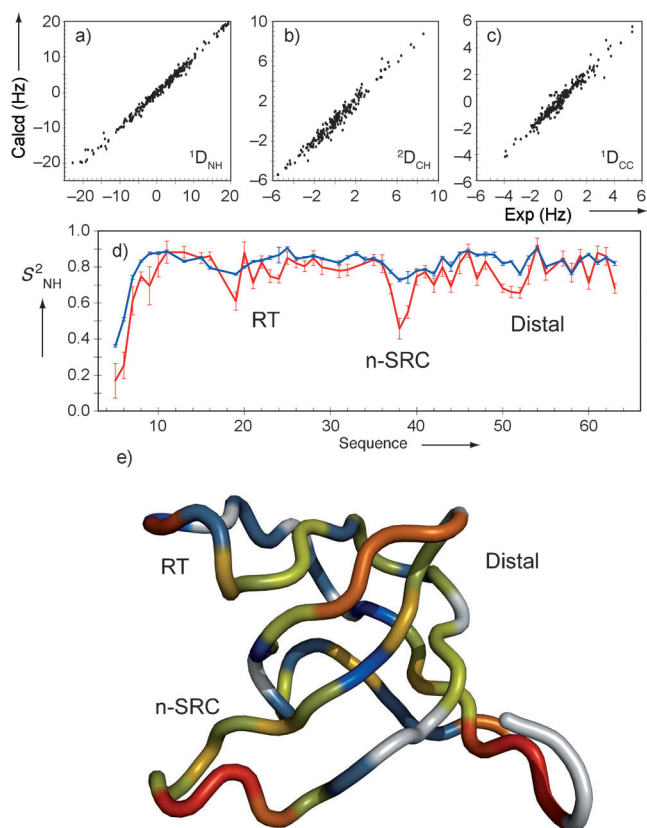 a)
b)
c)
Calcd (Hz)
20
10
0
−10
−20
−20 −10 0 10 20
¹D_NH
10
6
2
−2
−6
−6 −2 2 6 10
²D_CH
6
4
2
0
−2
−4
−6
−6 −4 −2 0 2 4 6
¹D_CC
Exp (Hz)
d)
S²_NH
1.0
0.8
0.6
0.4
0.2
0.0
RT
n-SRC
Distal
10 20 30 40 50 60
Sequence
e)
RT
Distal
n-SRC